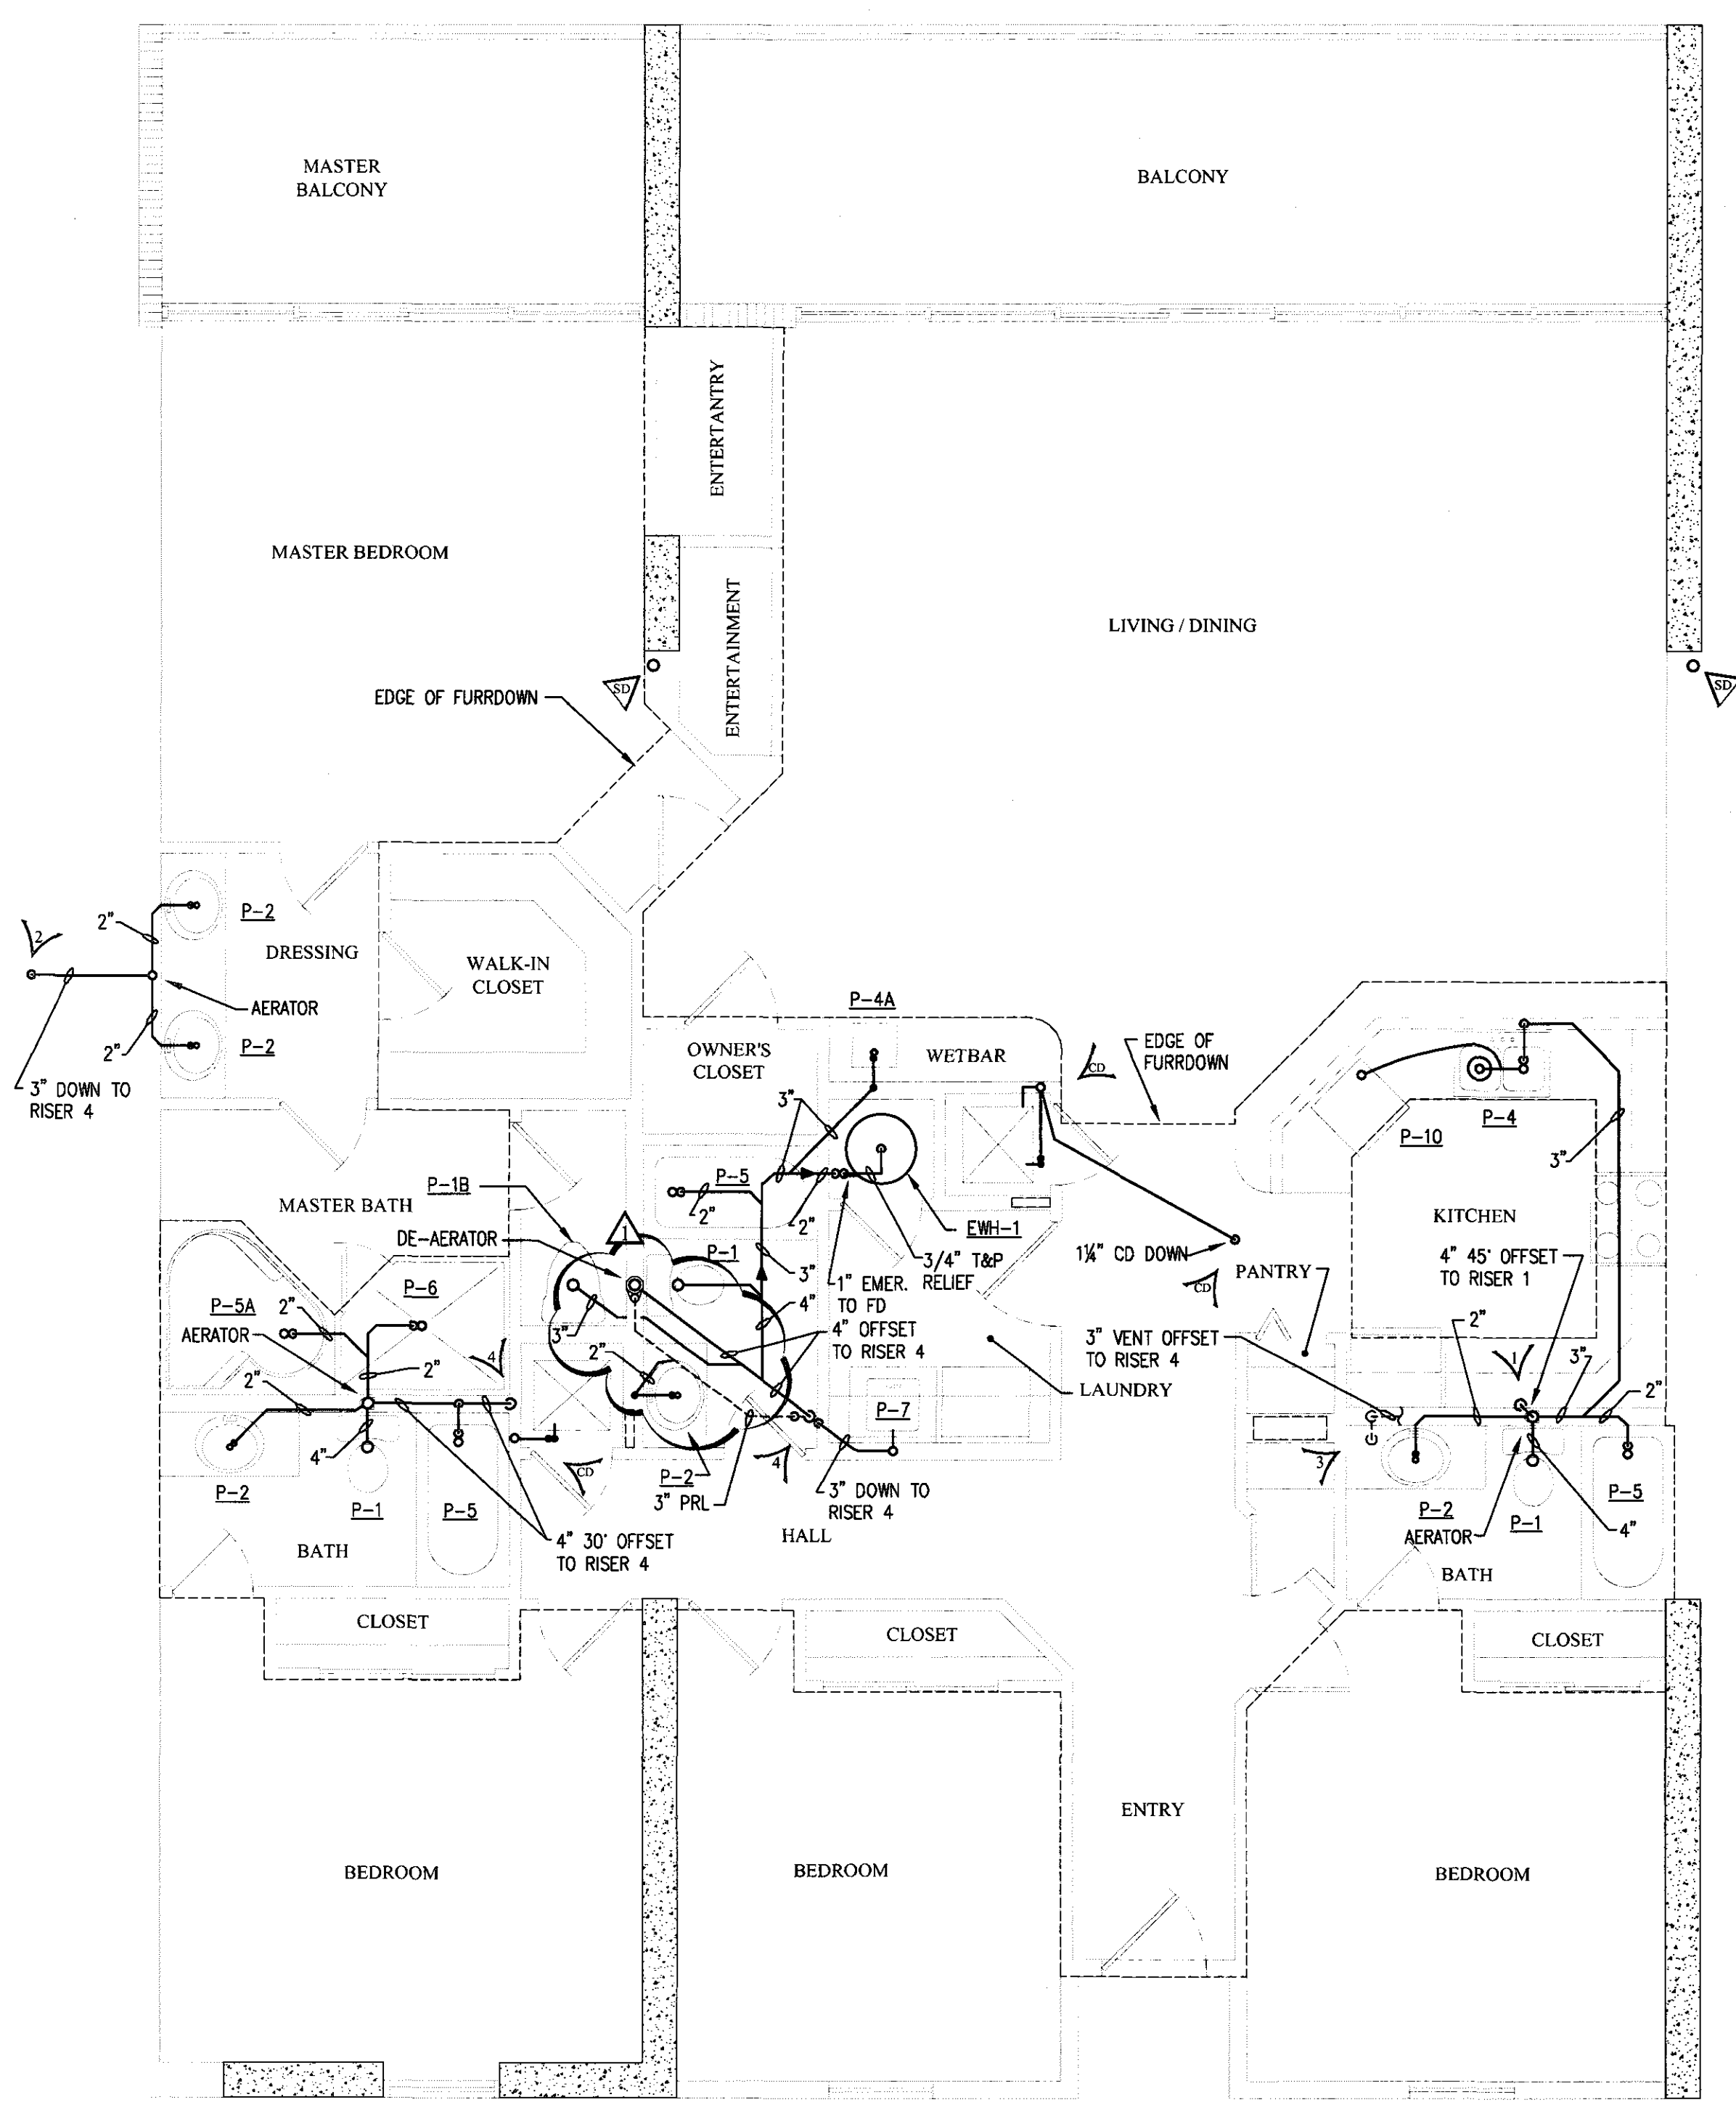 MASTER
BALCONY
BALCONY
ENTERTANTRY
MASTER BEDROOM
ENTERTAINMENT
LIVING / DINING
SD
SD
EDGE OF FURRDOWN
2"
P-2
2
DRESSING
WALK-IN
CLOSET
AERATOR
2"
P-2
3" DOWN TO
RISER 4
P-4A
OWNER'S
CLOSET
WETBAR
CD
EDGE OF
FURRDOWN
3"
P-4
P-10
3"
P-5
P-1B
2"
2"
MASTER BATH
EWH-1
KITCHEN
DE-AERATOR
1
P-1
3"
3/4" T&P
RELIEF
1¼" CD DOWN
4" 45° OFFSET
TO RISER 1
PANTRY
CD
1" EMER.
TO FD
P-6
P-5A
2"
AERATOR
3"
4"
4" OFFSET
TO RISER 4
3" VENT OFFSET
TO RISER 4
2"
1
3"
4
2"
2"
2"
LAUNDRY
2"
P-7
4"
CD
4
3
P-2
3" PRL
3" DOWN TO
RISER 4
P-2
P-1
P-5
P-2
AERATOR
P-1
P-5
4"
HALL
4" 30° OFFSET
TO RISER 4
BATH
BATH
CLOSET
CLOSET
CLOSET
ENTRY
BEDROOM
BEDROOM
BEDROOM